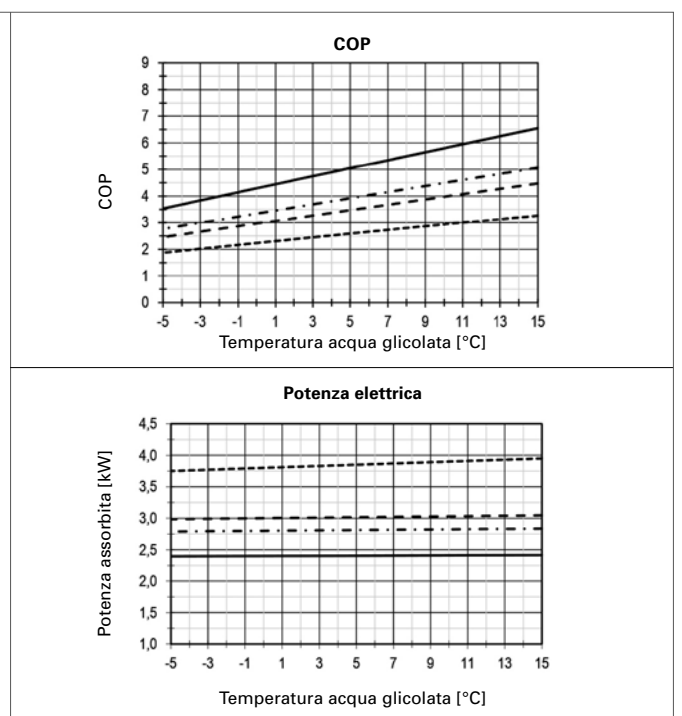 COP
9
8
7
6
5
4
3
2
1
0
COP
-5 -3 -1 1 3 5 7 9 11 13 15
Temperatura acqua glicolata [°C]
Potenza elettrica
4,5
4,0
3,5
3,0
2,5
2,0
1,5
1,0
Potenza assorbita [kW]
-5 -3 -1 1 3 5 7 9 11 13 15
Temperatura acqua glicolata [°C]